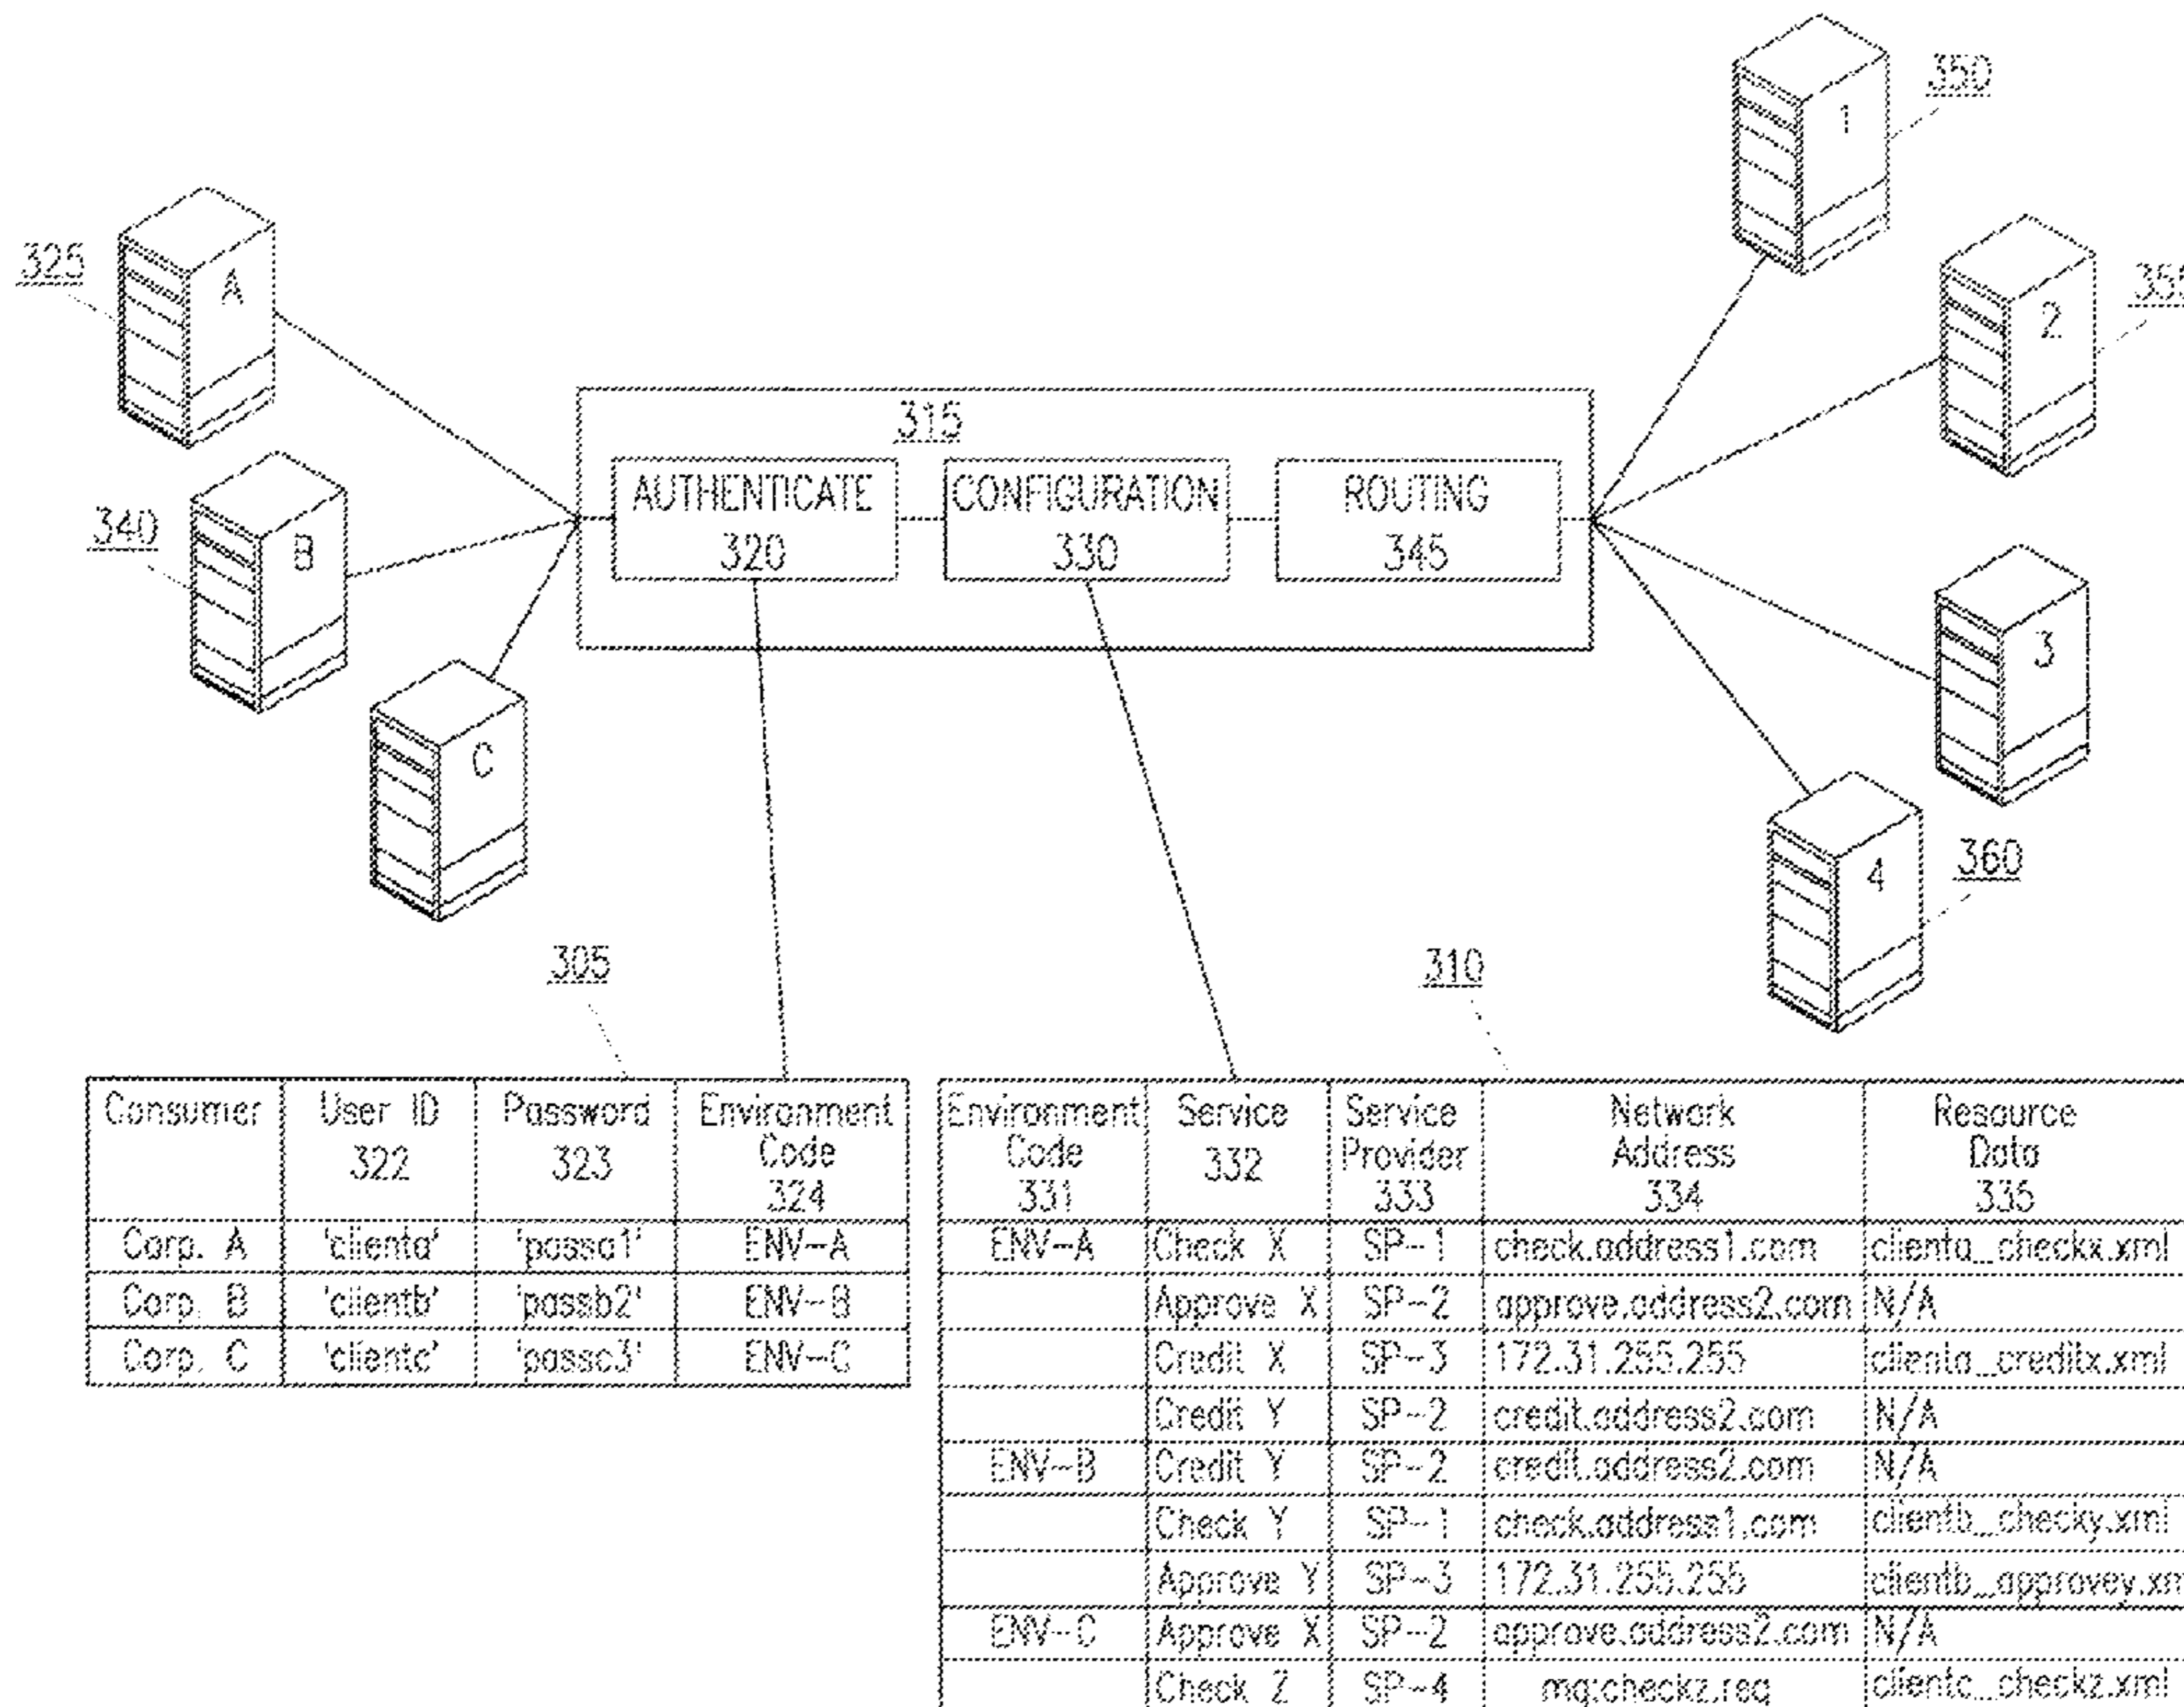 350
1
325
A
2
315
AUTHENTICATE
320
CONFIGURATION
330
ROUTING
345
340
B
3
C
4
360
305
310
Consumer User ID 322 Password 323 Environment Code 324
Corp. A 'clienta' 'passa1' ENV-A
Corp. B 'clientb' 'passb2' ENV-B
Corp. C 'clientc' 'passc3' ENV-C
Environment Code 331 Service 332 Service Provider 333 Network Address 334 Resource Data 335
ENV-A Check X SP-1 check.address1.com clienta_checkx.xml
Approve X SP-2 approve.address2.com N/A
Credit X SP-3 172.31.255.255 clienta_creditx.xml
Credit Y SP-2 credit.address2.com N/A
ENV-B Credit Y SP-2 credit.address2.com N/A
Check Y SP-1 check.address1.com clientb_checky.xml
Approve Y SP-3 172.31.255.255
ENV-C Approve X SP-2 approve.address2.com N/A
Check Z SP-4 mq:checkz.req clientc_checkz.xml